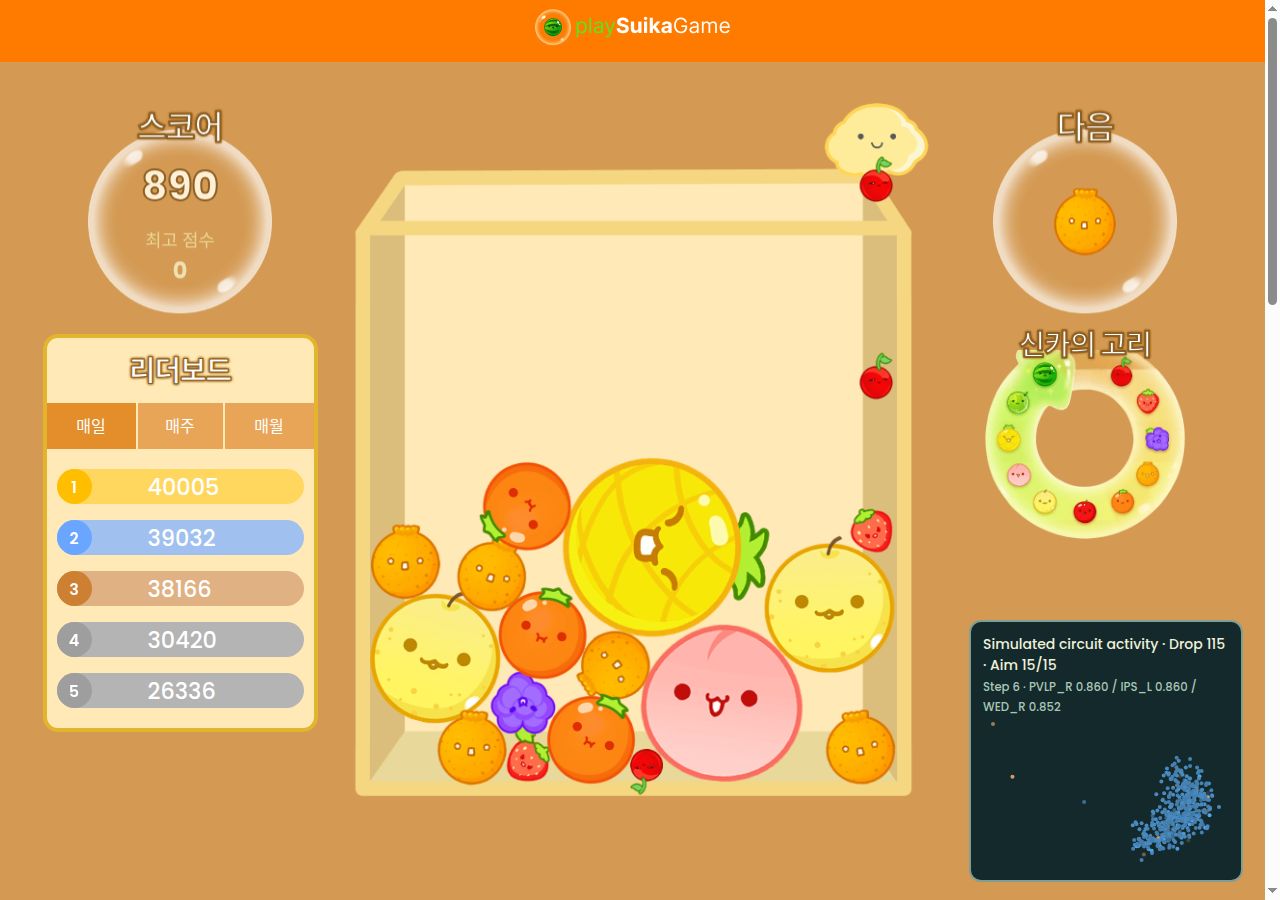 playSuikaGame
스코어
890
최고 점수
0
리더보드
매일 매주 매월
1 40005
2 39032
3 38166
4 30420
5 26336
다음
신카의 고리
Simulated circuit activity · Drop 115
· Aim 15/15
Step 6 · PVLP_R 0.860 / IPS_L 0.860 /
WED_R 0.852